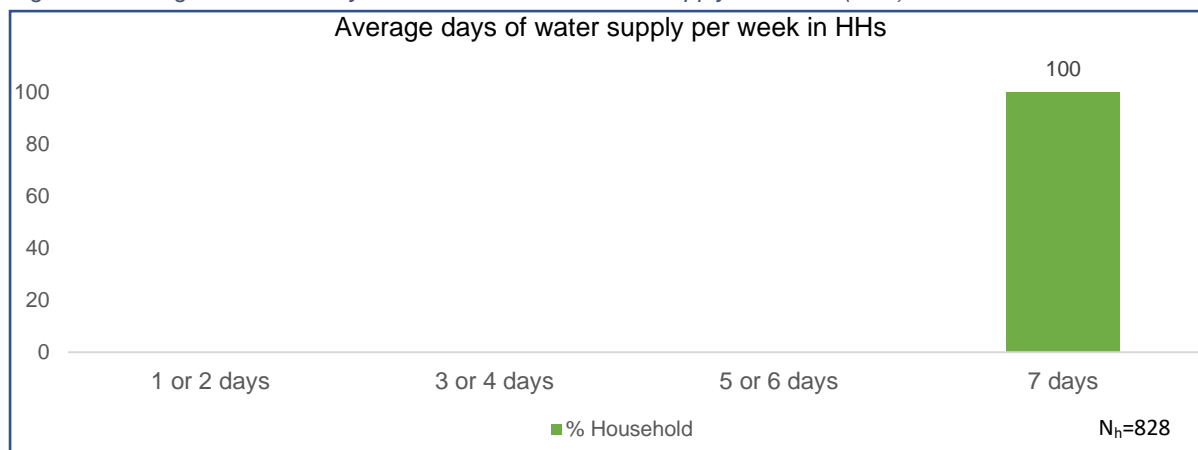 Average days of water supply per week in HHs
100
100
80
60
40
20
0
1 or 2 days
3 or 4 days
5 or 6 days
7 days
% Household
Nₕ=828